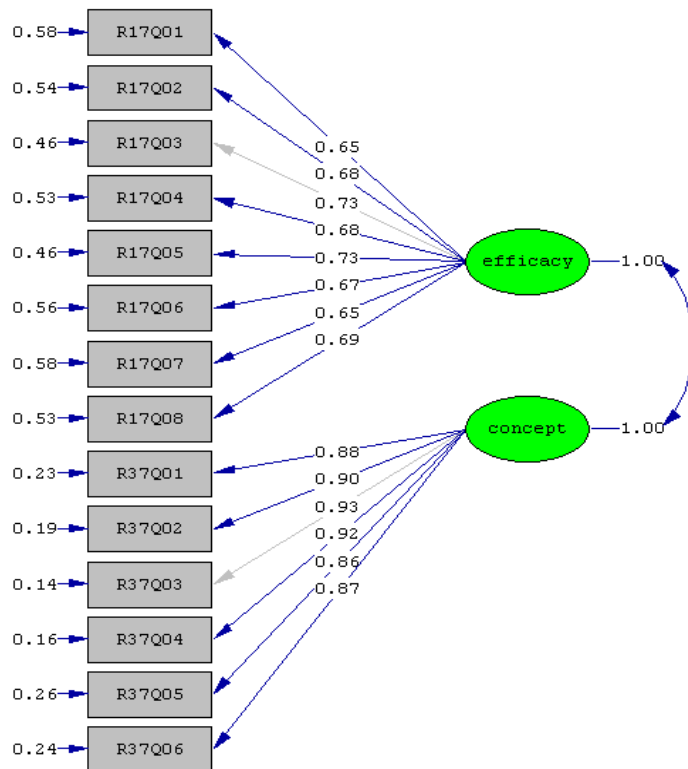 0.58 R17Q01
0.54 R17Q02
0.46 R17Q03
0.65
0.68
0.53 R17Q04
0.73
0.68
0.46 R17Q05
0.73
efficacy 1.00
0.67
0.56 R17Q06
0.65
0.69
0.58 R17Q07
0.53 R17Q08
concept 1.00
0.88
0.23 R37Q01
0.90
0.93
0.19 R37Q02
0.92
0.86
0.14 R37Q03
0.87
0.16 R37Q04
0.26 R37Q05
0.24 R37Q06